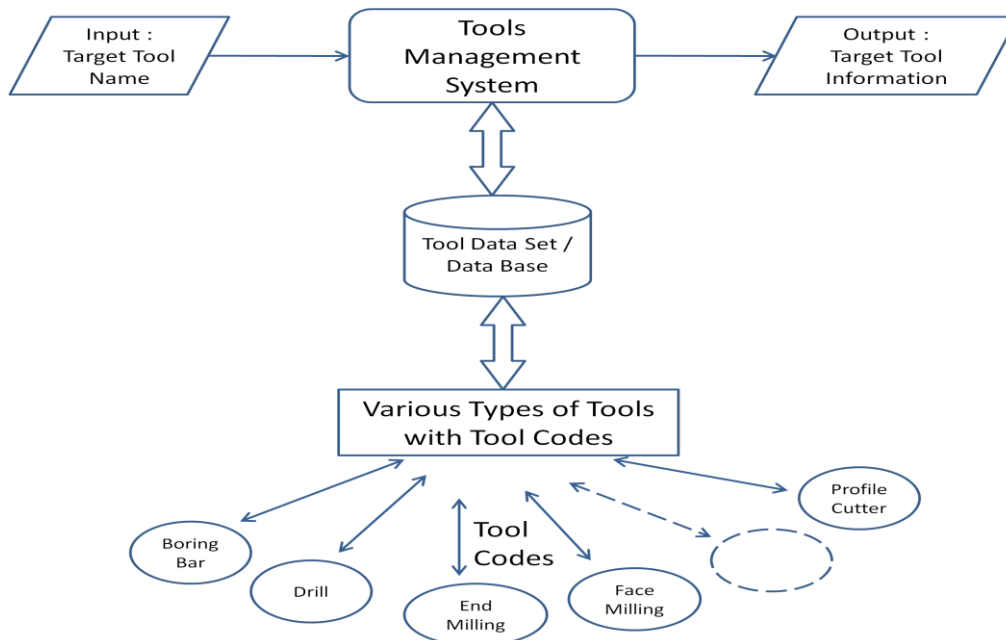 Input :
Target Tool
Name
Tools
Management
System
Output :
Target Tool
Information
Tool Data Set /
Data Base
Various Types of Tools
with Tool Codes
Profile
Cutter
Tool
Codes
Boring
Bar
Drill
End
Milling
Face
Milling